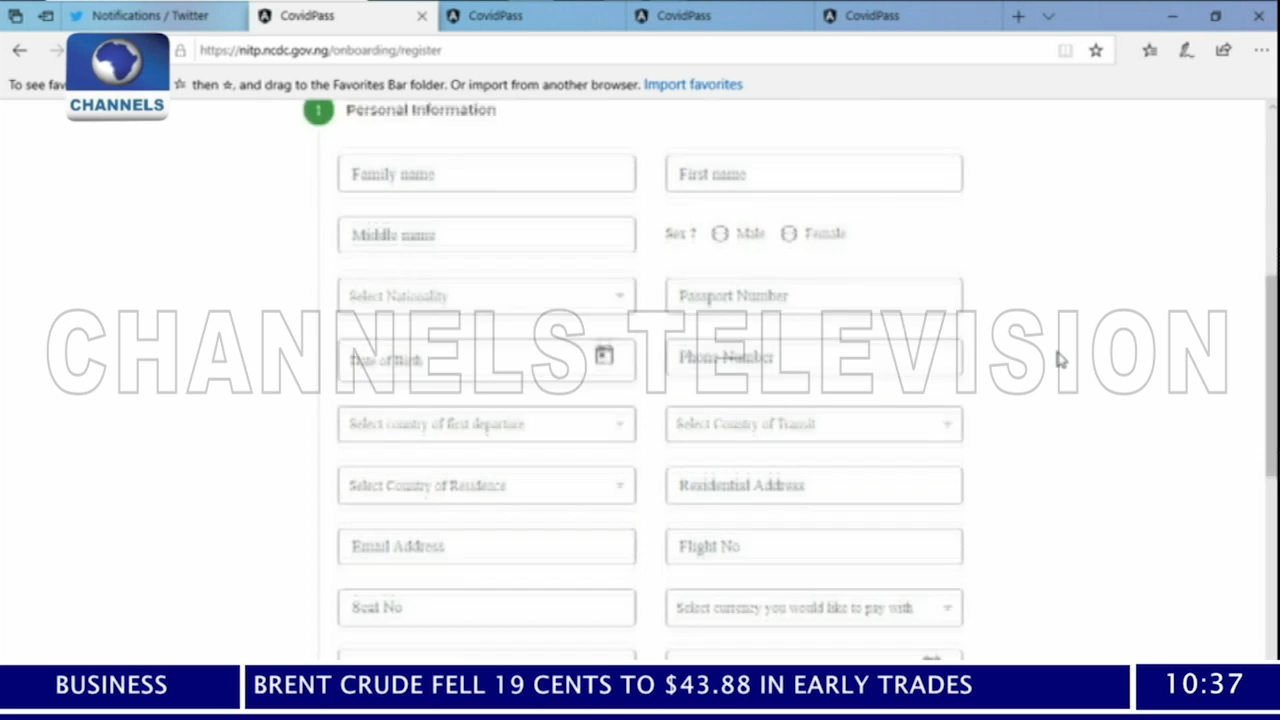 Notifications / Twitter
CovidPass
CovidPass
CovidPass
CovidPass
https://nitp.ncdc.gov.ng/onboarding/register
To see fav
then ☆, and drag to the Favorites Bar folder. Or import from another browser. Import favorites
CHANNELS
1 Personal Information
Family name
First name
Middle name
Sex ? Male Female
Select Nationality
Passport Number
CHANNELS TELEVISION
Date of Birth
Phone Number
Select country of first departure
Select Country of Transit
Select Country of Residence
Residential Address
Email Address
Flight No
Seat No
Select currency you would like to pay with
BUSINESS
BRENT CRUDE FELL 19 CENTS TO $43.88 IN EARLY TRADES
10:37